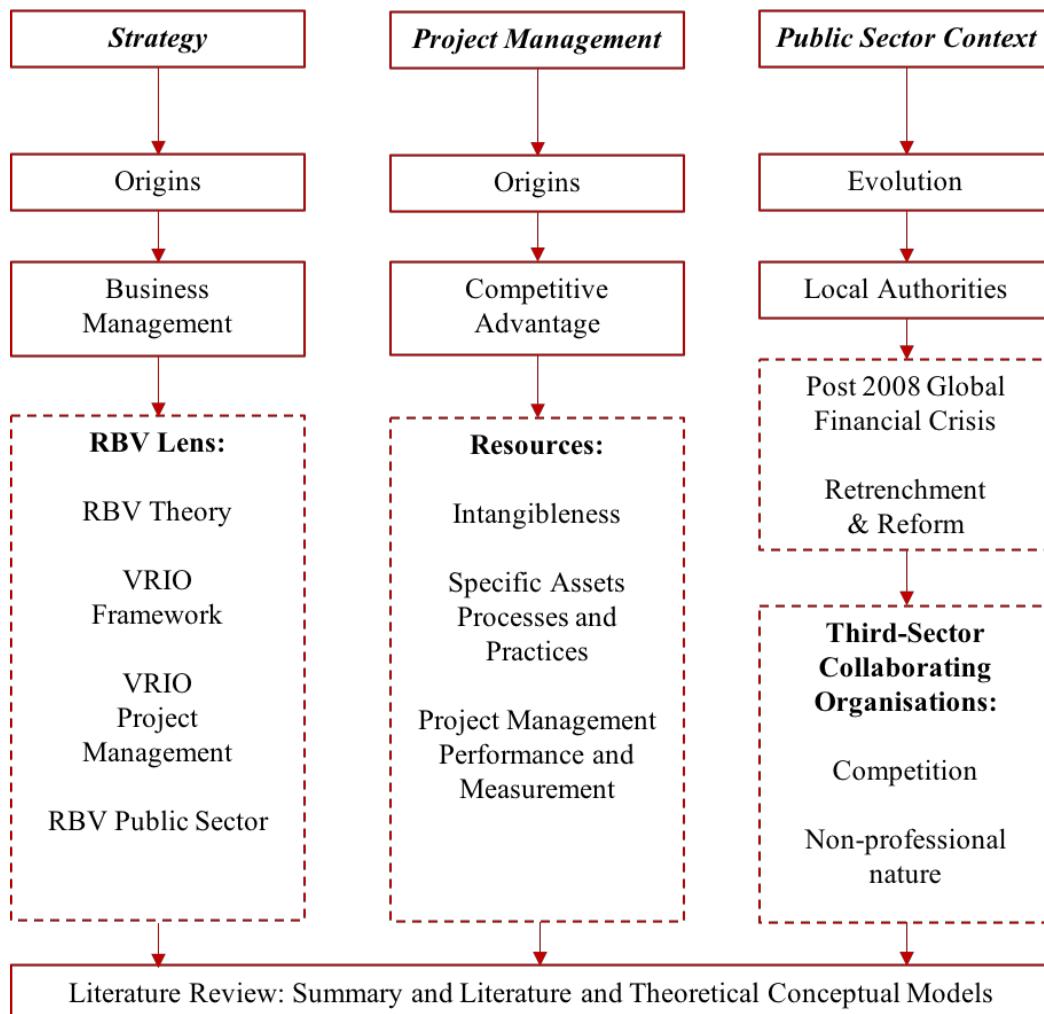 Strategy
Origins
Business
Management
RBV Lens:
RBV Theory
VRIO
Framework
VRIO
Project
Management
RBV Public Sector
Project Management
Origins
Competitive
Advantage
Resources:
Intangibleness
Specific Assets
Processes and
Practices
Project Management
Performance and
Measurement
Public Sector Context
Evolution
Local Authorities
Post 2008 Global
Financial Crisis
Retrenchment
& Reform
Third-Sector
Collaborating
Organisations:
Competition
Non-professional
nature
Literature Review: Summary and Literature and Theoretical Conceptual Models